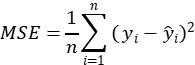 MSE = \frac{1}{n} \sum_{i=1}^{n} (y_i - \hat{y}_i)^2